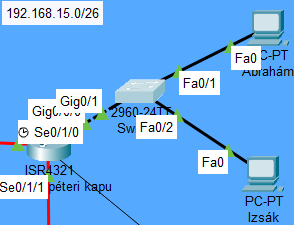 192.168.15.0/26
Fa0
PC-PT
Abrahám
Fa0/1
Gig0/1
2960-24TT
Sw
Fa0/2
Se0/1/0
Fa0
ISR4321
péteri kapu
Se0/1/1
PC-PT
Izsák